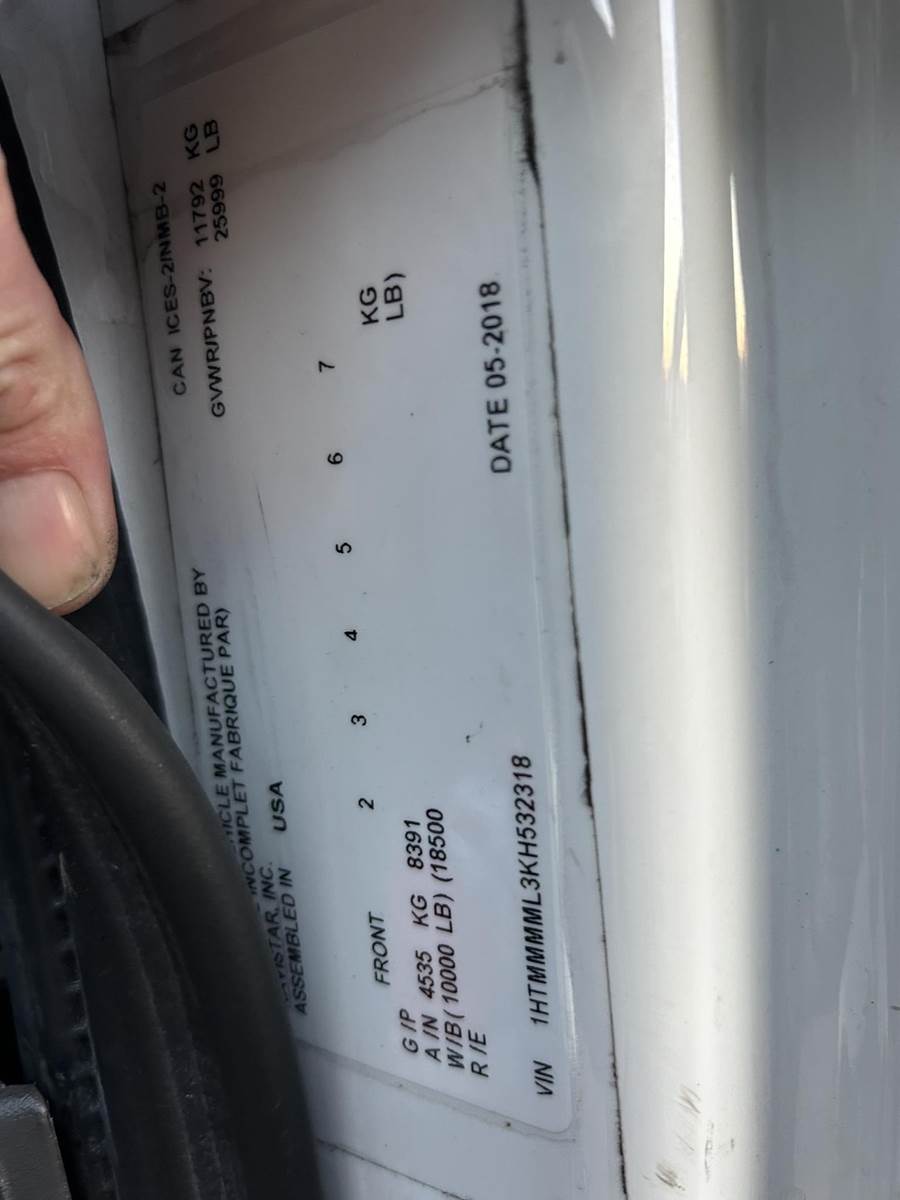 CAN ICES-2/NMB-2
HICLE MANUFACTURED BY GVWR/PNBV: 11792 KG
INCOMPLET FABRIQUE PAR) 25999 LB
NAVISTAR, INC.
ASSEMBLED IN USA
FRONT 2 3 4 5 6 7
G /P
A /N 4535 KG 8391 KG
W/B(10000 LB) (18500 LB)
R /E
DATE 05-2018
VIN 1HTMMMML3KH532318